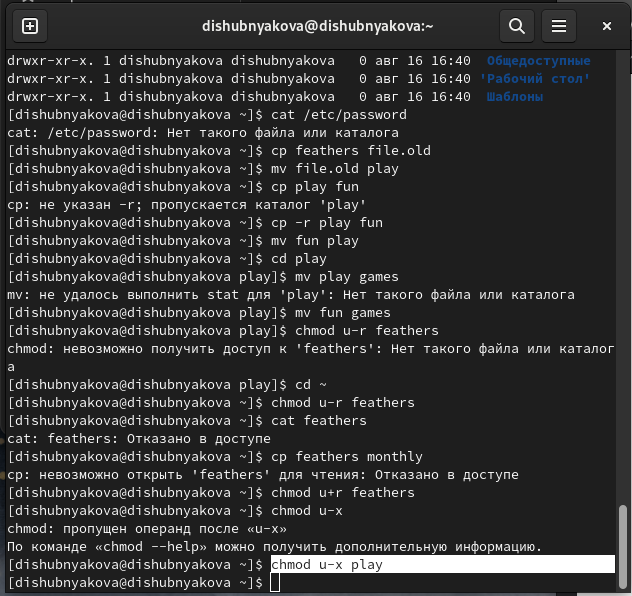 dishubnyakova@dishubnyakova:~
drwxr-xr-x. 1 dishubnyakova dishubnyakova   0 авг 16 16:40  Общедоступные
drwxr-xr-x. 1 dishubnyakova dishubnyakova   0 авг 16 16:40 'Рабочий стол'
drwxr-xr-x. 1 dishubnyakova dishubnyakova   0 авг 16 16:40  Шаблоны
[dishubnyakova@dishubnyakova ~]$ cat /etc/password
cat: /etc/password: Нет такого файла или каталога
[dishubnyakova@dishubnyakova ~]$ cp feathers file.old
[dishubnyakova@dishubnyakova ~]$ mv file.old play
[dishubnyakova@dishubnyakova ~]$ cp play fun
cp: не указан -r; пропускается каталог 'play'
[dishubnyakova@dishubnyakova ~]$ cp -r play fun
[dishubnyakova@dishubnyakova ~]$ mv fun play
[dishubnyakova@dishubnyakova ~]$ cd play
[dishubnyakova@dishubnyakova play]$ mv play games
mv: не удалось выполнить stat для 'play': Нет такого файла или каталога
[dishubnyakova@dishubnyakova play]$ mv fun games
[dishubnyakova@dishubnyakova play]$ chmod u-r feathers
chmod: невозможно получить доступ к 'feathers': Нет такого файла или каталог
а
[dishubnyakova@dishubnyakova play]$ cd ~
[dishubnyakova@dishubnyakova ~]$ chmod u-r feathers
[dishubnyakova@dishubnyakova ~]$ cat feathers
cat: feathers: Отказано в доступе
[dishubnyakova@dishubnyakova ~]$ cp feathers monthly
cp: невозможно открыть 'feathers' для чтения: Отказано в доступе
[dishubnyakova@dishubnyakova ~]$ chmod u+r feathers
[dishubnyakova@dishubnyakova ~]$ chmod u-x
chmod: пропущен операнд после «u-x»
По команде «chmod --help» можно получить дополнительную информацию.
[dishubnyakova@dishubnyakova ~]$ chmod u-x play
[dishubnyakova@dishubnyakova ~]$